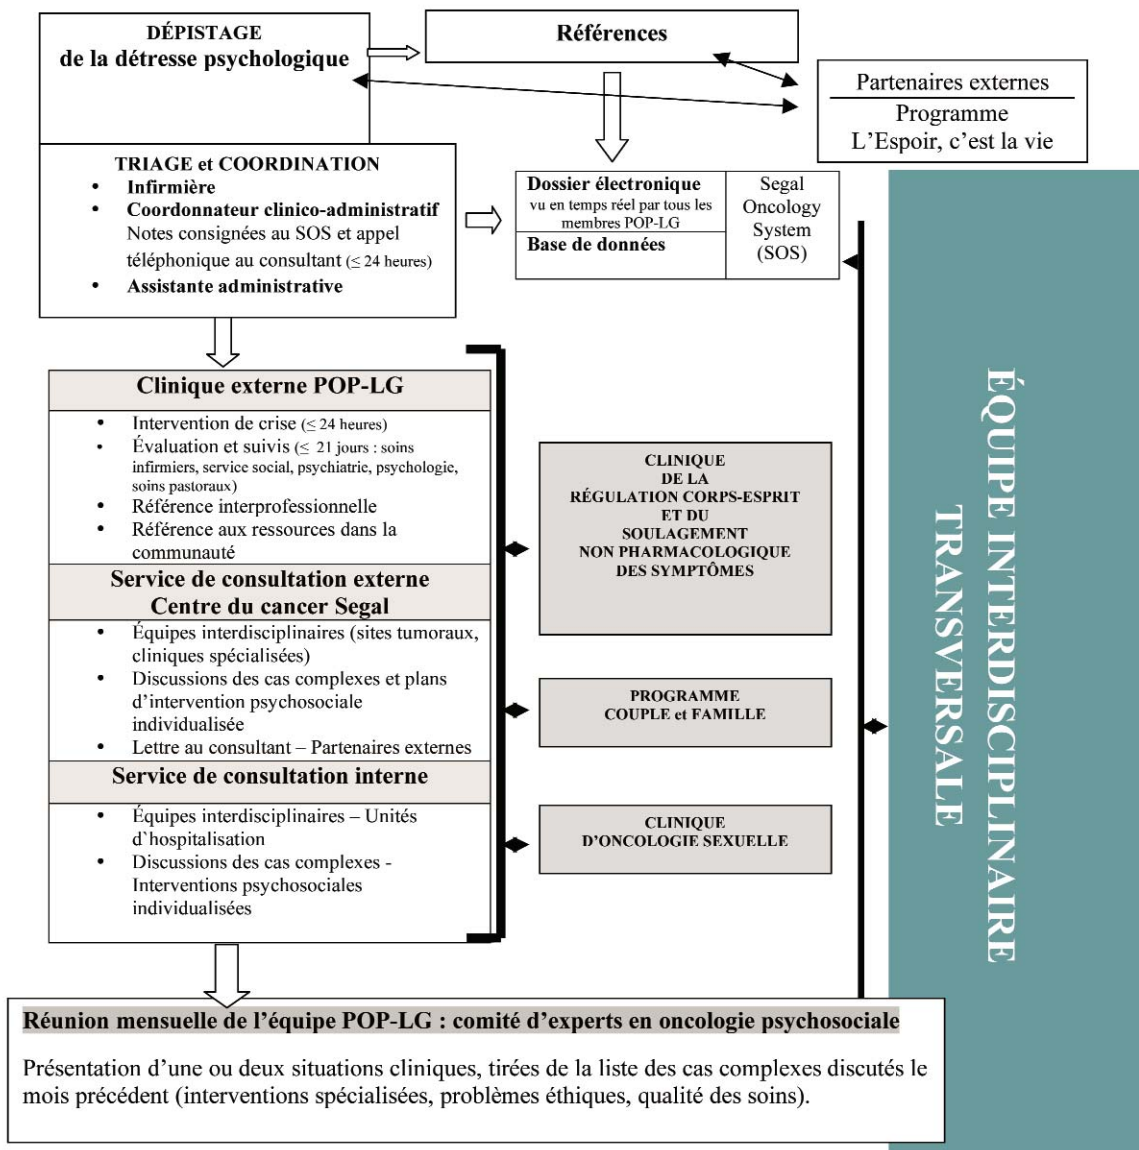 DÉPISTAGE
de la détresse psychologique
Références
Partenaires externes
Programme
L’Espoir, c’est la vie
TRIAGE et COORDINATION
• Infirmière
• Coordonnateur clinico-administratif
Notes consignées au SOS et appel
téléphonique au consultant (≤ 24 heures)
• Assistante administrative
Dossier électronique
vu en temps réel par tous les
membres POP-LG
Base de données
Segal
Oncology
System
(SOS)
Clinique externe POP-LG
• Intervention de crise (≤ 24 heures)
• Évaluation et suivis (≤ 21 jours : soins
infirmiers, service social, psychiatrie, psychologie,
soins pastoraux)
• Référence interprofessionnelle
• Référence aux ressources dans la
communauté
Service de consultation externe
Centre du cancer Segal
• Équipes interdisciplinaires (sites tumoraux,
cliniques spécialisées)
• Discussions des cas complexes et plans
d’intervention psychosociale
individualisée
• Lettre au consultant – Partenaires externes
Service de consultation interne
• Équipes interdisciplinaires – Unités
d`hospitalisation
• Discussions des cas complexes -
Interventions psychosociales
individualisées
CLINIQUE
DE LA
RÉGULATION CORPS-ESPRIT
ET DU
SOULAGEMENT
NON PHARMACOLOGIQUE
DES SYMPTÔMES
PROGRAMME
COUPLE et FAMILLE
CLINIQUE
D’ONCOLOGIE SEXUELLE
ÉQUIPE INTERDISCIPLINAIRE
TRANSVERSALE
Réunion mensuelle de l’équipe POP-LG : comité d’experts en oncologie psychosociale
Présentation d’une ou deux situations cliniques, tirées de la liste des cas complexes discutés le
mois précédent (interventions spécialisées, problèmes éthiques, qualité des soins).